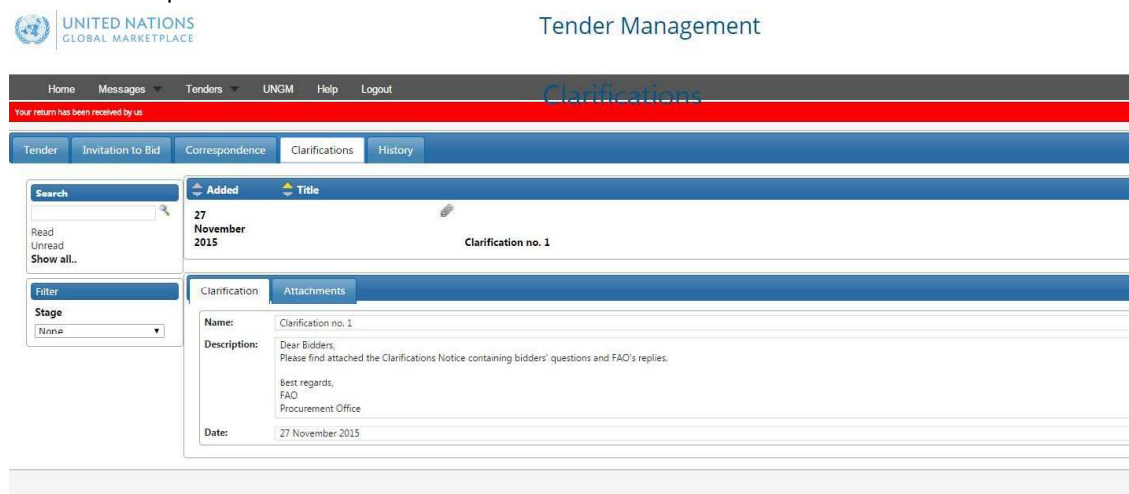 UNITED NATIONS
GLOBAL MARKETPLACE
Tender Management
Home Messages Tenders UNGM Help Logout
Clarifications
Your return has been received by us
Tender Invitation to Bid Correspondence Clarifications History
Search
Read
Unread
Show all..
Filter
Stage
None
Added Title
27
November
2015
Clarification no. 1
Clarification Attachments
Name: Clarification no. 1
Description: Dear Bidders,
Please find attached the Clarifications Notice containing bidders' questions and FAO's replies.
Best regards,
FAO
Procurement Office
Date: 27 November 2015